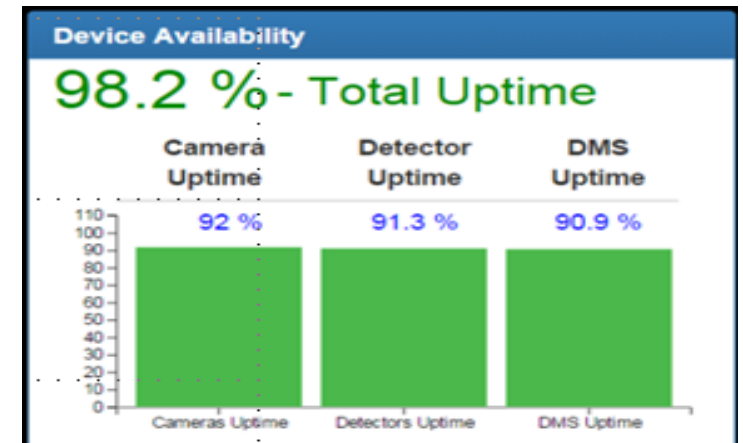 Device Availability
98.2 % - Total Uptime
Camera Uptime
Detector Uptime
DMS Uptime
92 %
91.3 %
90.9 %
110
100
90
80
70
60
50
40
30
20
10
0
Cameras Uptime
Detectors Uptime
DMS Uptime